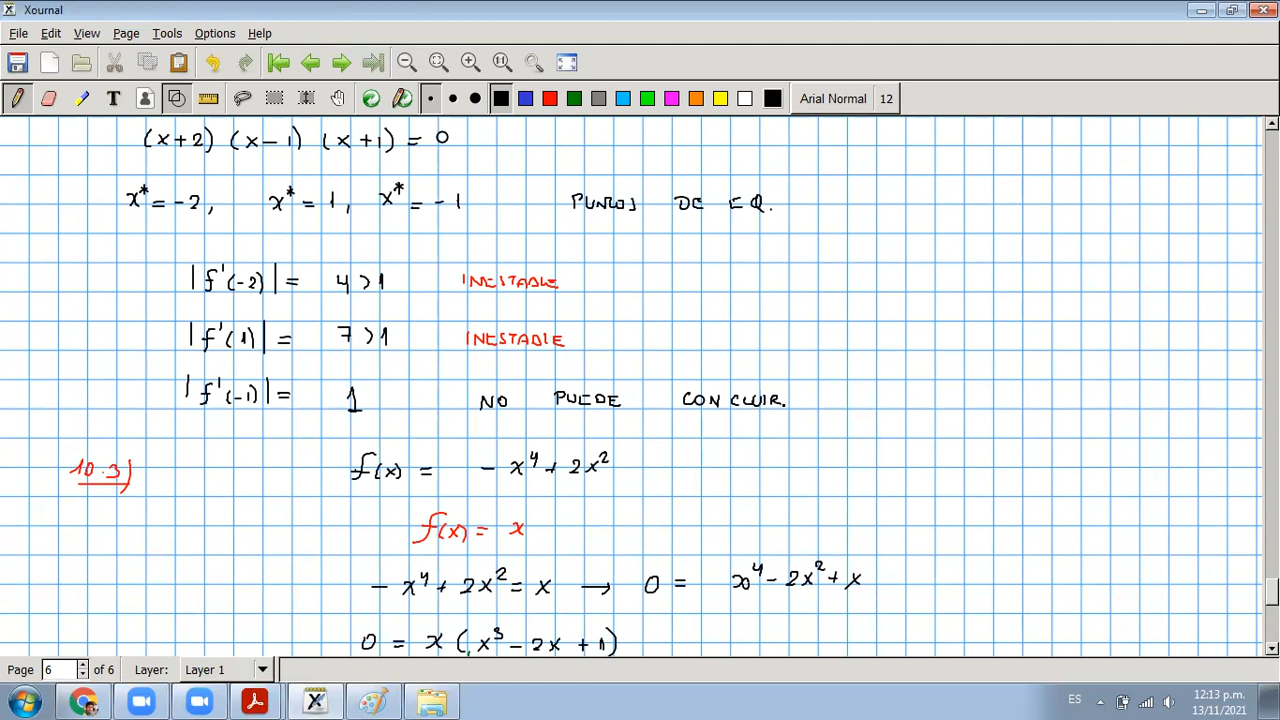 Xournal
File Edit View Page Tools Options Help
Arial Normal 12
(x+2) (x-1) (x+1) = 0
x* = -2, x* = 1, x* = -1 PUNTOS DE EQ.
|f'(-2)| = 4 > 1 INESTABLE
|f'(1)| = 7 > 1 INESTABLE
|f'(-1)| = 1 NO PUEDE CONCLUIR.
10.3) f(x) = - x⁴ + 2x²
f(x) = x
- x⁴ + 2x² = x → 0 = x⁴ - 2x² + x
0 = x (x³ - 2x + 1)
Page 6 of 6 Layer: Layer 1
ES 12:13 p.m.
13/11/2021